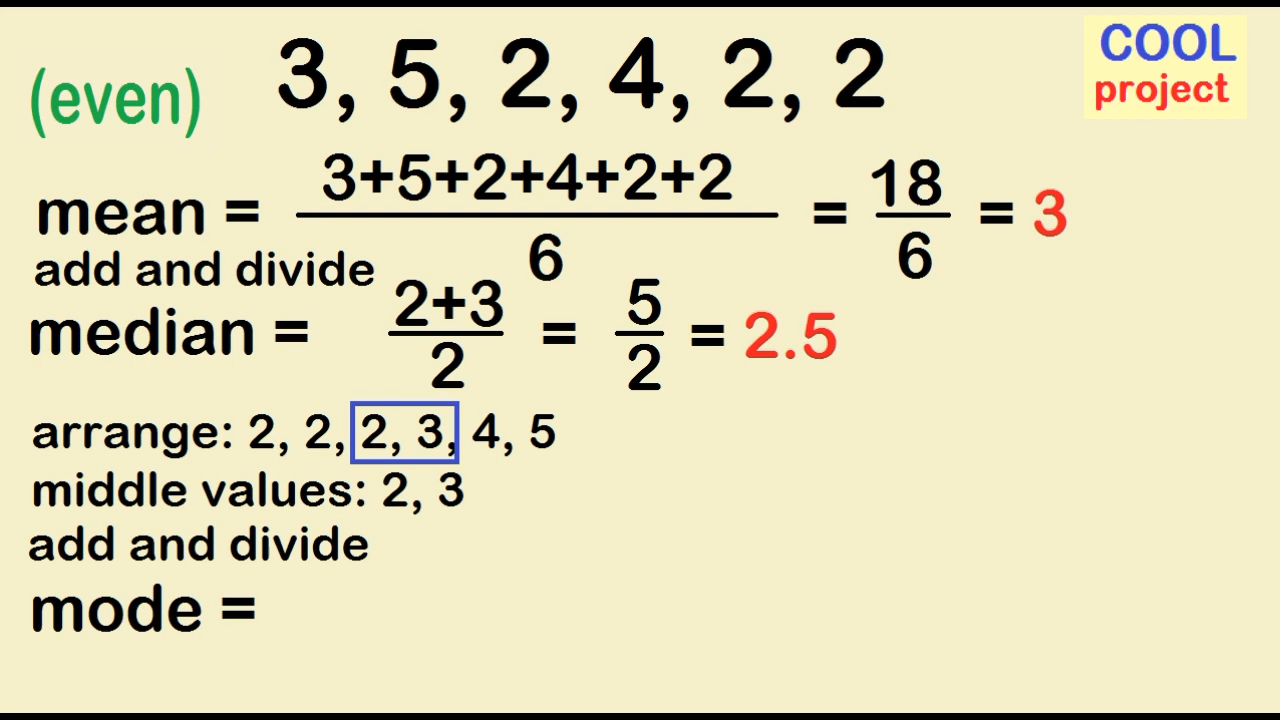 (even) 3, 5, 2, 4, 2, 2
COOL
project
mean = 3+5+2+4+2+2 / 6 = 18 / 6 = 3
add and divide
median = 2+3 / 2 = 5 / 2 = 2.5
arrange: 2, 2, 2, 3, 4, 5
middle values: 2, 3
add and divide
mode =